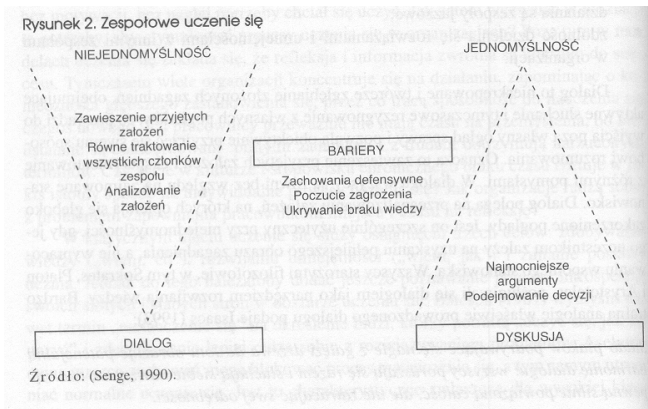 Rysunek 2. Zespołowe uczenie się
NIEJEDNOMYŚLNOŚĆ
Zawieszenie przyjętych
założeń
Równe traktowanie
wszystkich członków
zespołu
Analizowanie
założeń
DIALOG
BARIERY
Zachowania defensywne
Poczucie zagrożenia
Ukrywanie braku wiedzy
JEDNOMYŚLNOŚĆ
Najmocniejsze
argumenty
Podejmowanie decyzji
DYSKUSJA
Źródło: (Senge, 1990).